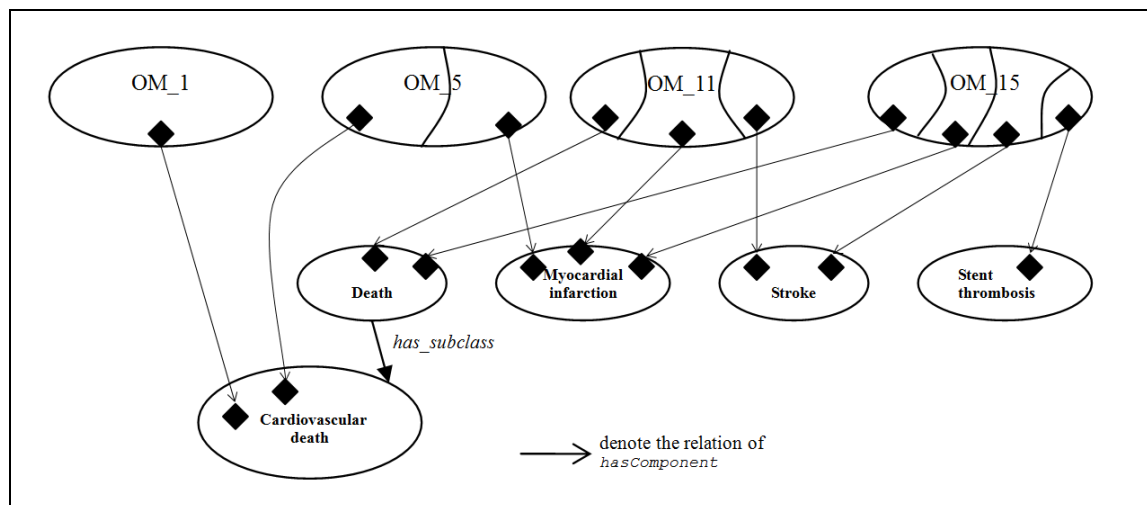 OM_1
OM_5
OM_11
OM_15
Death
Myocardial
infarction
Stroke
Stent
thrombosis
has_subclass
Cardiovascular
death
denote the relation of
hasComponent